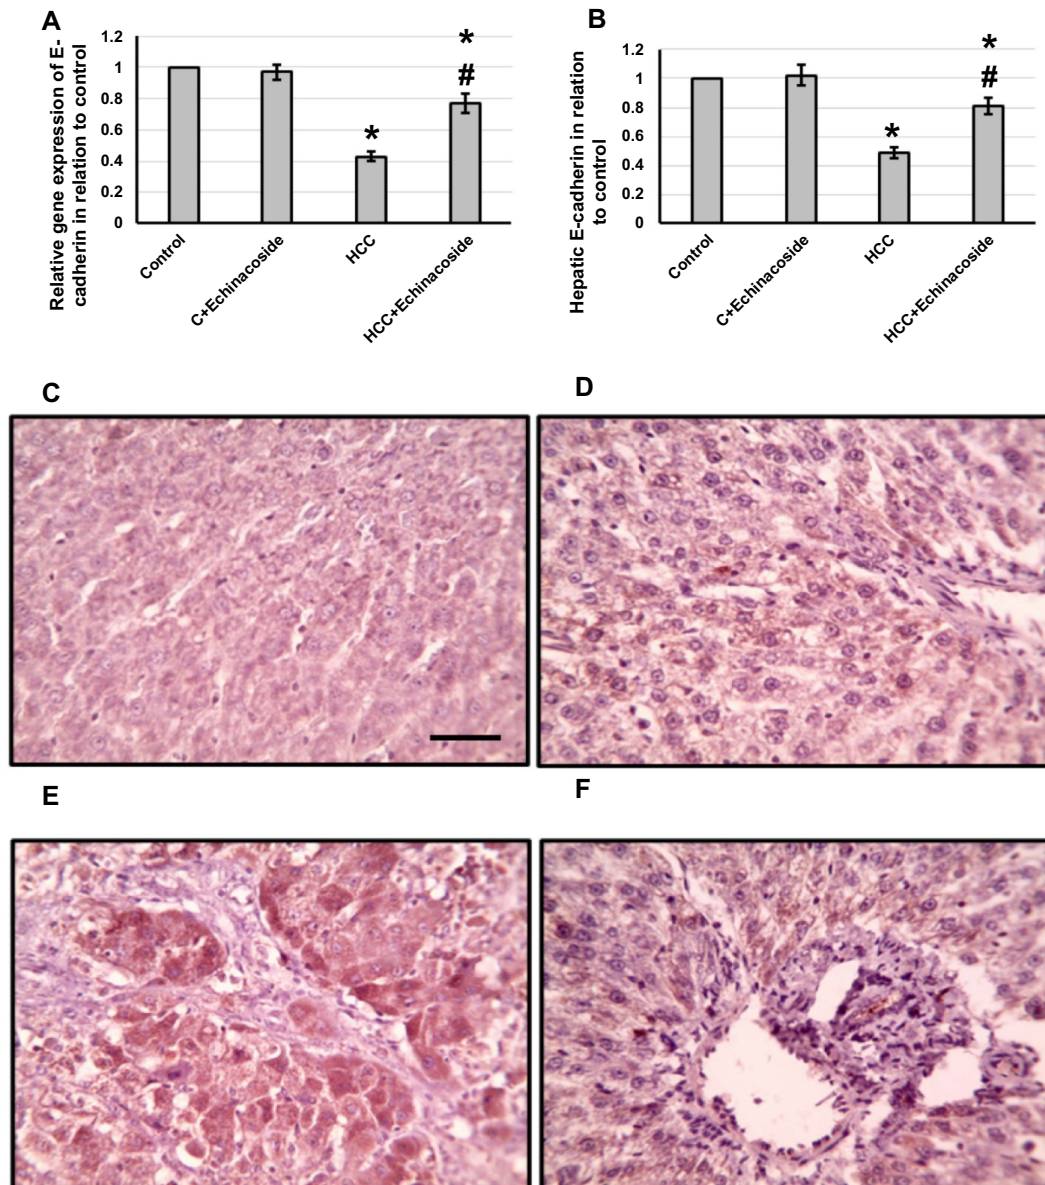 A
Relative gene expression of E-
cadherin in relation to control
1.2
1
0.8
0.6
0.4
0.2
0
*
*
#
Control
C+Echinacoside
HCC
HCC+Echinacoside
B
Hepatic E-cadherin in relation
to control
1.2
1
0.8
0.6
0.4
0.2
0
*
*
#
Control
C+Echinacoside
HCC
HCC+Echinacoside
C
D
E
F